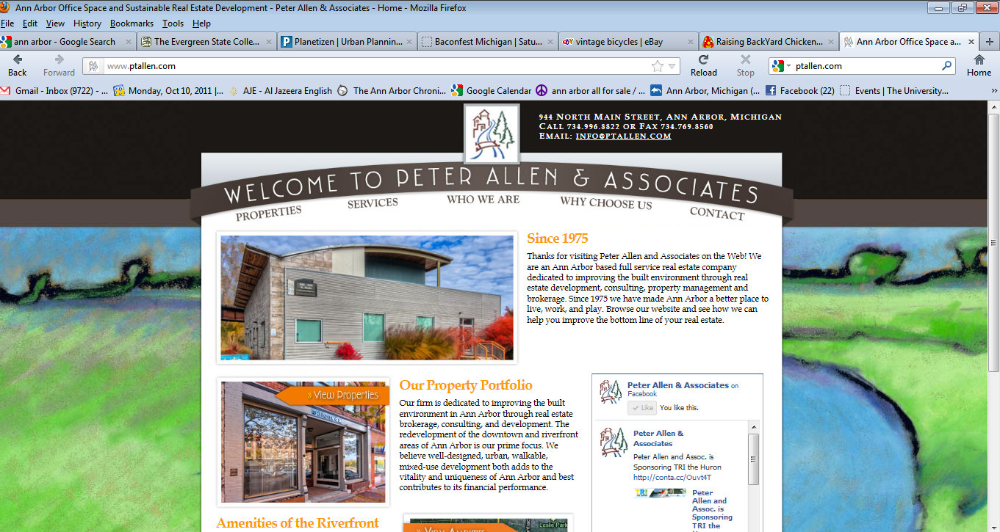 Ann Arbor Office Space and Sustainable Real Estate Development - Peter Allen & Associates - Home - Mozilla Firefox
File Edit View History Bookmarks Tools Help
ann arbor - Google Search
The Evergreen State Colle...
Planetizen | Urban Plannin...
Baconfest Michigan | Satu...
vintage bicycles | eBay
Raising BackYard Chicken...
Ann Arbor Office Space a...
Back
Forward
www.ptallen.com
Reload
Stop
ptallen.com
Home
Gmail - Inbox (9722) - ...
Monday, Oct 10, 2011 |...
AJE - Al Jazeera English
The Ann Arbor Chroni...
Google Calendar
ann arbor all for sale / ...
Ann Arbor, Michigan (...
Facebook (22)
Events | The University...
944 North Main Street, Ann Arbor, Michigan
Call 734.996.8822 or Fax 734.769.8560
Email: info@ptallen.com
WELCOME TO PETER ALLEN & ASSOCIATES
PROPERTIES
SERVICES
WHO WE ARE
WHY CHOOSE US
CONTACT
Since 1975
Thanks for visiting Peter Allen and Associates on the Web! We
are an Ann Arbor based full service real estate company
dedicated to improving the built environment through real
estate development, consulting, property management and
brokerage. Since 1975 we have made Ann Arbor a better place to
live, work, and play. Browse our website and see how we can
help you improve the bottom line of your real estate.
» View Properties
Our Property Portfolio
Our firm is dedicated to improving the built
environment in Ann Arbor through real estate
brokerage, consulting, and development. The
redevelopment of the downtown and riverfront
areas of Ann Arbor is our prime focus. We
believe well-designed, urban, walkable,
mixed-use development both adds to the
vitality and uniqueness of Ann Arbor and best
contributes to its financial performance.
Peter Allen & Associates on
Facebook
Like
You like this.
Peter Allen &
Associates
Peter Allen and Assoc. is
Sponsoring TRI the Huron
http://conta.cc/Ouvt4T
TRI
Peter
Allen and
Assoc. is
Sponsoring
TRI the
Amenities of the Riverfront
» View Amenities
Leslie Park